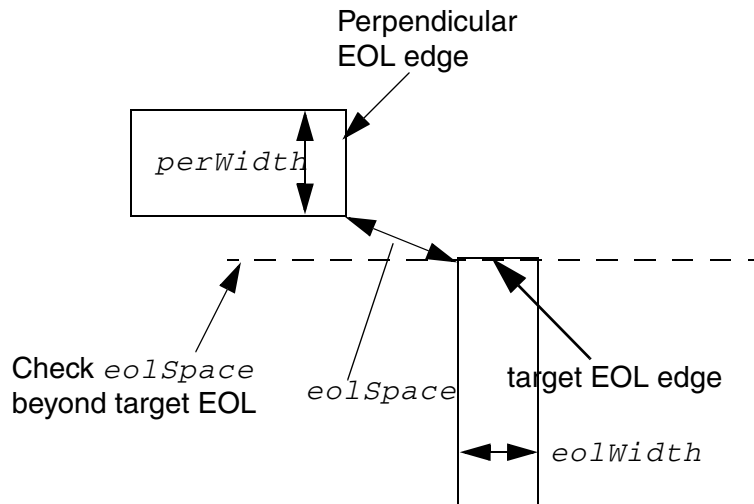 Perpendicular
EOL edge
perWidth
Check eolSpace
beyond target EOL
eolSpace
target EOL edge
eolWidth